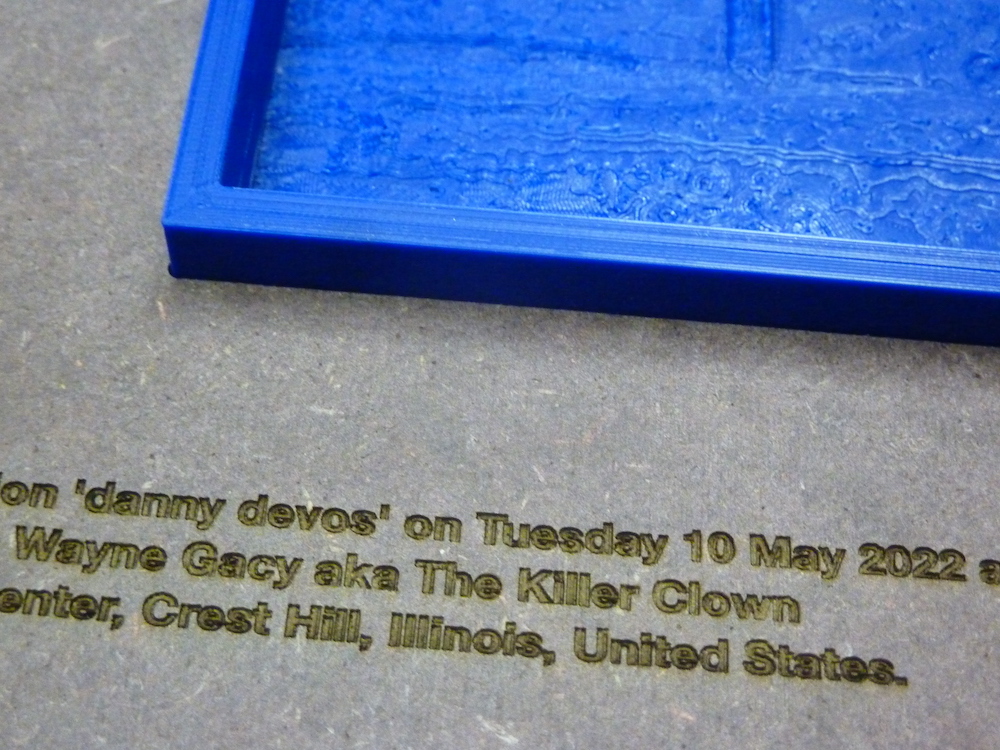 'danny devos' on Tuesday 10 May 2022
Wayne Gacy aka The Killer Clown
enter, Crest Hill, Illinois, United States.